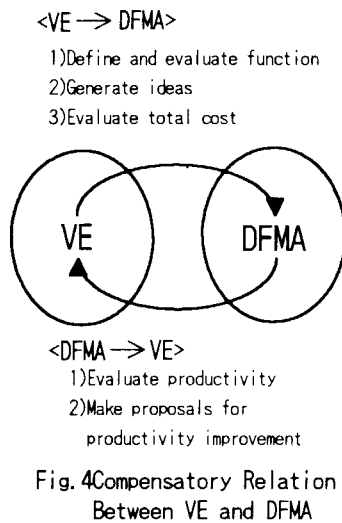 <VE → DFMA>
1)Define and evaluate function
2)Generate ideas
3)Evaluate total cost
VE
DFMA
<DFMA → VE>
1)Evaluate productivity
2)Make proposals for
productivity improvement
Fig.4Compensatory Relation
Between VE and DFMA